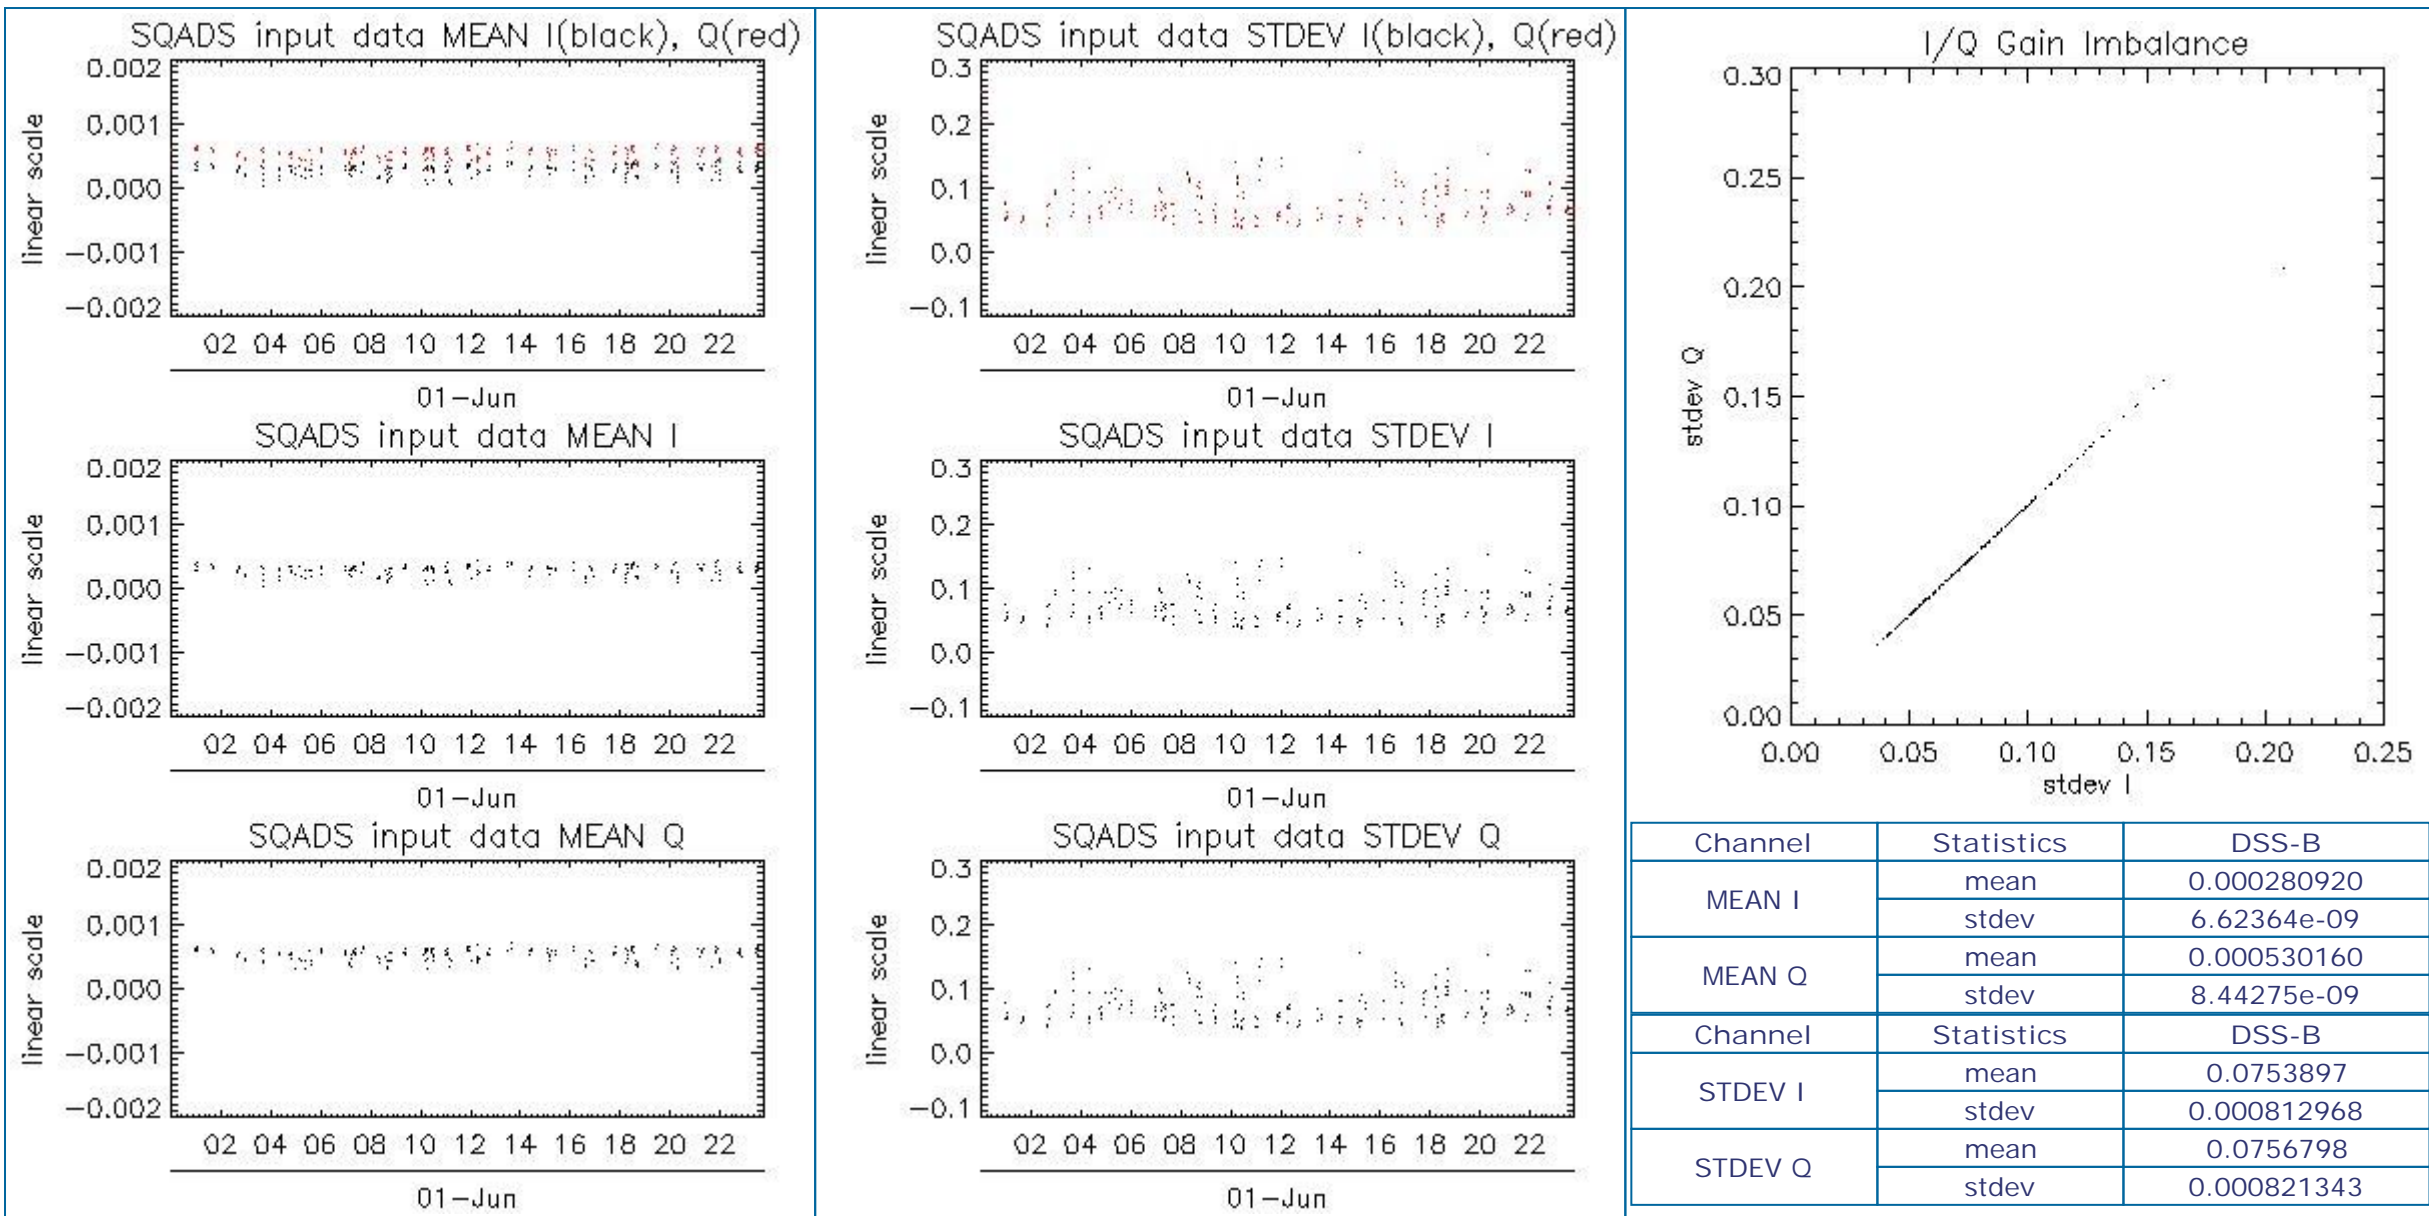 SQADS input data MEAN I(black), Q(red)
0.002
0.001
0.000
−0.001
−0.002
linear scale
02 04 06 08 10 12 14 16 18 20 22
01−Jun
SQADS input data MEAN I
0.002
0.001
0.000
−0.001
−0.002
linear scale
02 04 06 08 10 12 14 16 18 20 22
01−Jun
SQADS input data MEAN Q
0.002
0.001
0.000
−0.001
−0.002
linear scale
02 04 06 08 10 12 14 16 18 20 22
01−Jun
SQADS input data STDEV I(black), Q(red)
0.3
0.2
0.1
0.0
−0.1
linear scale
02 04 06 08 10 12 14 16 18 20 22
01−Jun
SQADS input data STDEV I
0.3
0.2
0.1
0.0
−0.1
linear scale
02 04 06 08 10 12 14 16 18 20 22
01−Jun
SQADS input data STDEV Q
0.3
0.2
0.1
0.0
−0.1
linear scale
02 04 06 08 10 12 14 16 18 20 22
01−Jun
I/Q Gain Imbalance
0.30
0.25
0.20
0.15
0.10
0.05
0.00
stdev Q
0.00 0.05 0.10 0.15 0.20 0.25
stdev I
Channel Statistics DSS-B
MEAN I mean 0.000280920
stdev 6.62364e-09
MEAN Q mean 0.000530160
stdev 8.44275e-09
Channel Statistics DSS-B
STDEV I mean 0.0753897
stdev 0.000812968
STDEV Q mean 0.0756798
stdev 0.000821343